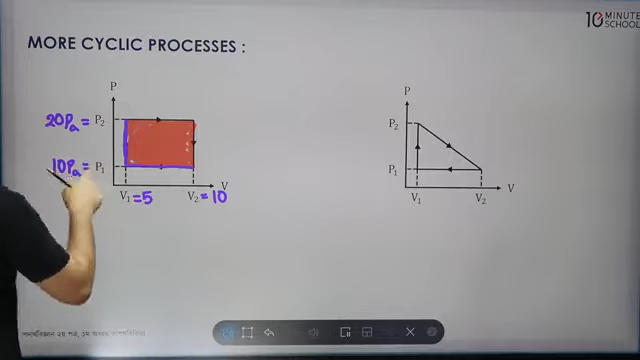 10 MINUTE SCHOOL
MORE CYCLIC PROCESSES :
P
20Pa = P2
10Pa = P1
V1 = 5
V2 = 10
V
P
P2
P1
V1
V2
V